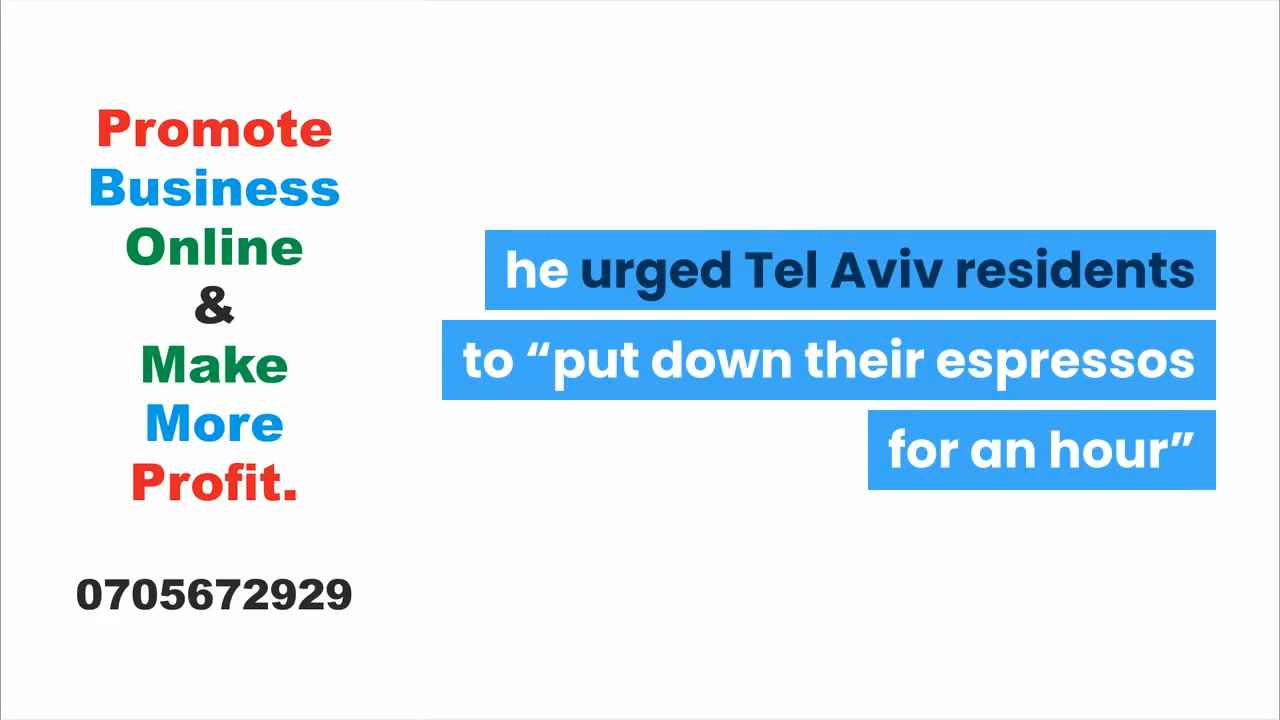 Promote
Business
Online
&
Make
More
Profit.
0705672929
he urged Tel Aviv residents
to “put down their espressos
for an hour”